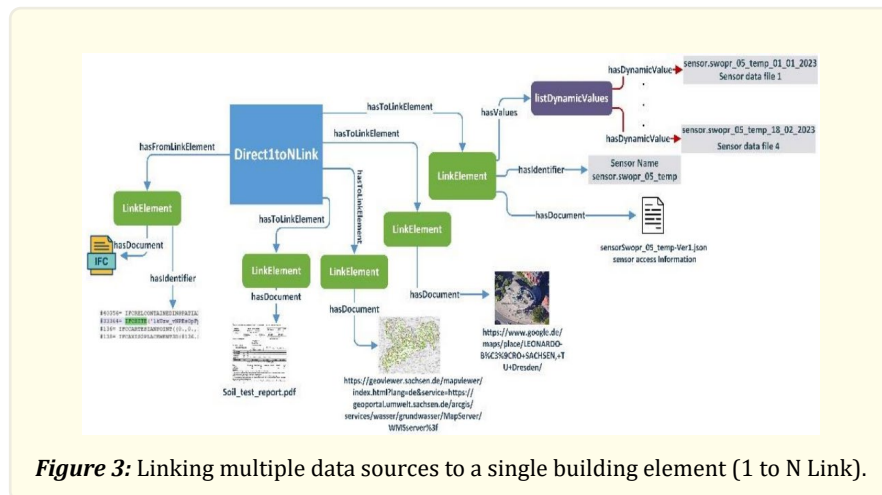 sensor.swopr_05_temp_01_01_2023
Sensor data file 1
hasDynamicValue
hasValues
listDynamicValues
hasDynamicValue
sensor.swopr_05_temp_18_02_2023
Sensor data file 4
hasToLinkElement
hasToLinkElement
hasFromLinkElement
Direct1toNLink
LinkElement
hasIdentifier
Sensor Name
sensor.swopr_05_temp
hasToLinkElement
hasToLinkElement
LinkElement
hasDocument
LinkElement
sensorSwopr_05_temp-Ver1.json
sensor access information
hasDocument
IFC
hasIdentifier
LinkElement
LinkElement
hasDocument
hasDocument
hasDocument
Soil_test_report.pdf
https://www.google.de/
maps/place/LEONARDO-
B%C3%9CRO+SACHSEN,+T
U+Dresden/
https://geoviewer.sachsen.de/mapviewer/
index.html?lang=de&service=https://
geoportal.umwelt.sachsen.de/arcgis/
services/wasser/grundwasser/MapServer/
WMSserver%3f
Figure 3: Linking multiple data sources to a single building element (1 to N Link).